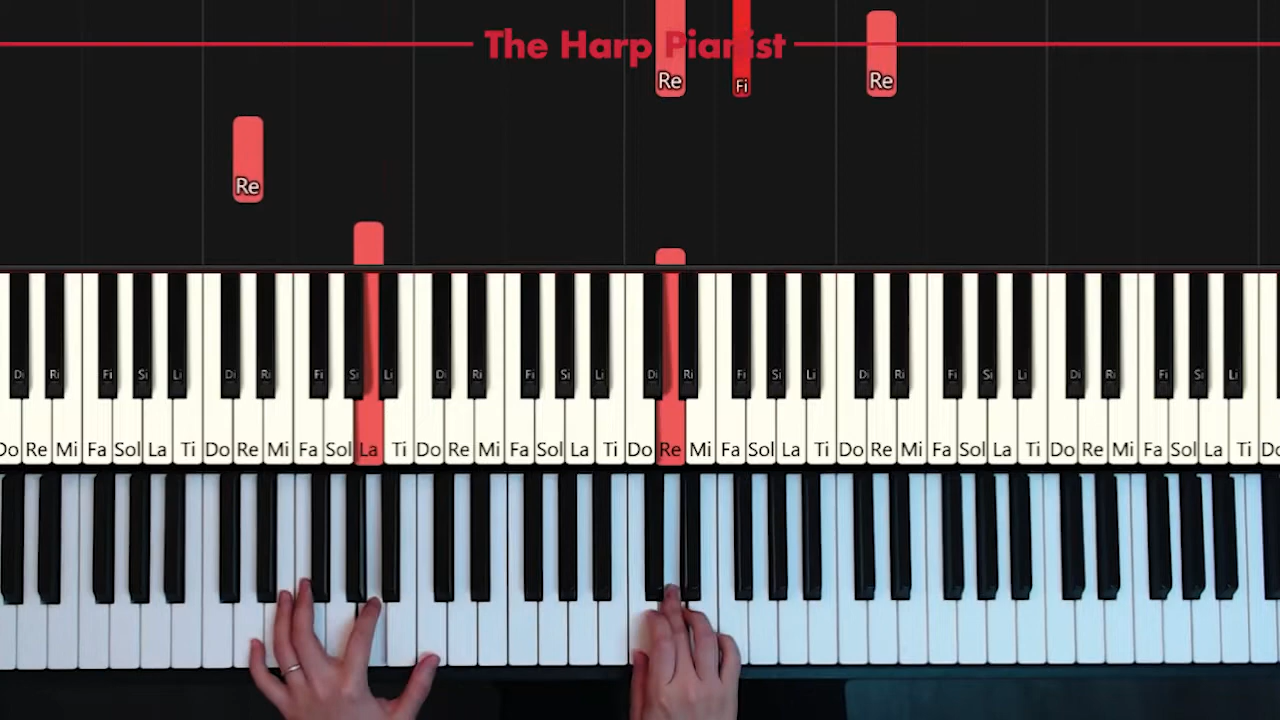 The Harp Pianist
Re Fi Re
Re
Di Ri Fi Si Li Di Ri Fi Si Li Di Ri Fi Si Li Di Ri Fi Si Li Di Ri Fi Si Li Di Ri Fi Si Li
Do Re Mi Fa Sol La Ti Do Re Mi Fa Sol La Ti Do Re Mi Fa Sol La Ti Do Re Mi Fa Sol La Ti Do Re Mi Fa Sol La Ti Do Re Mi Fa Sol La Ti Do